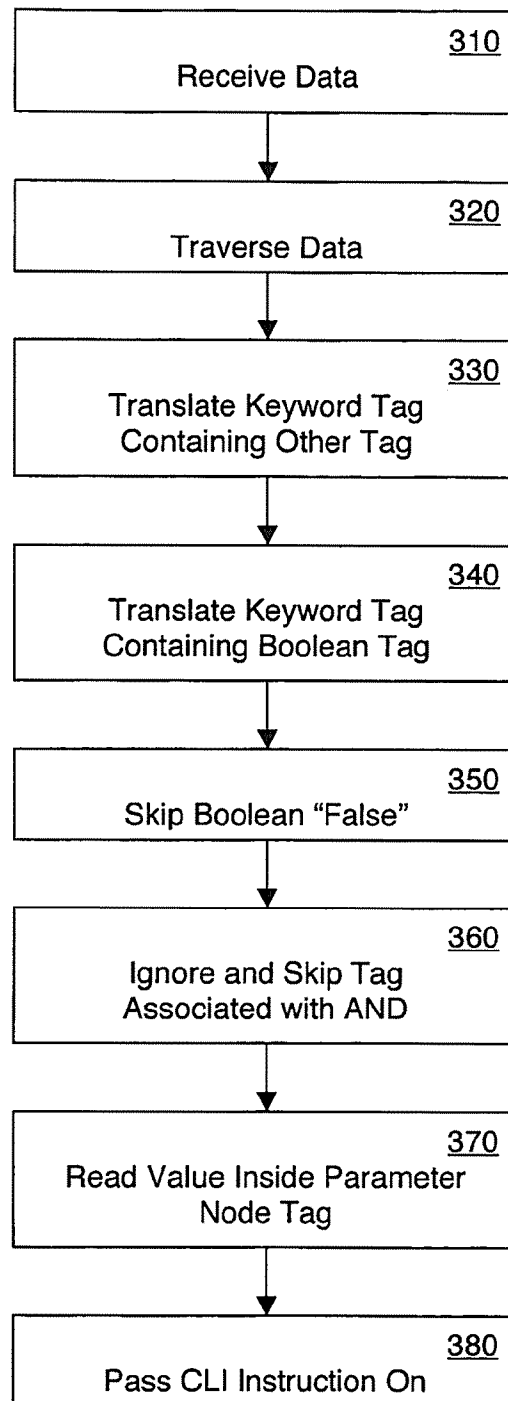 310
Receive Data
320
Traverse Data
330
Translate Keyword Tag
Containing Other Tag
340
Translate Keyword Tag
Containing Boolean Tag
350
Skip Boolean “False”
360
Ignore and Skip Tag
Associated with AND
370
Read Value Inside Parameter
Node Tag
380
Pass CLI Instruction On